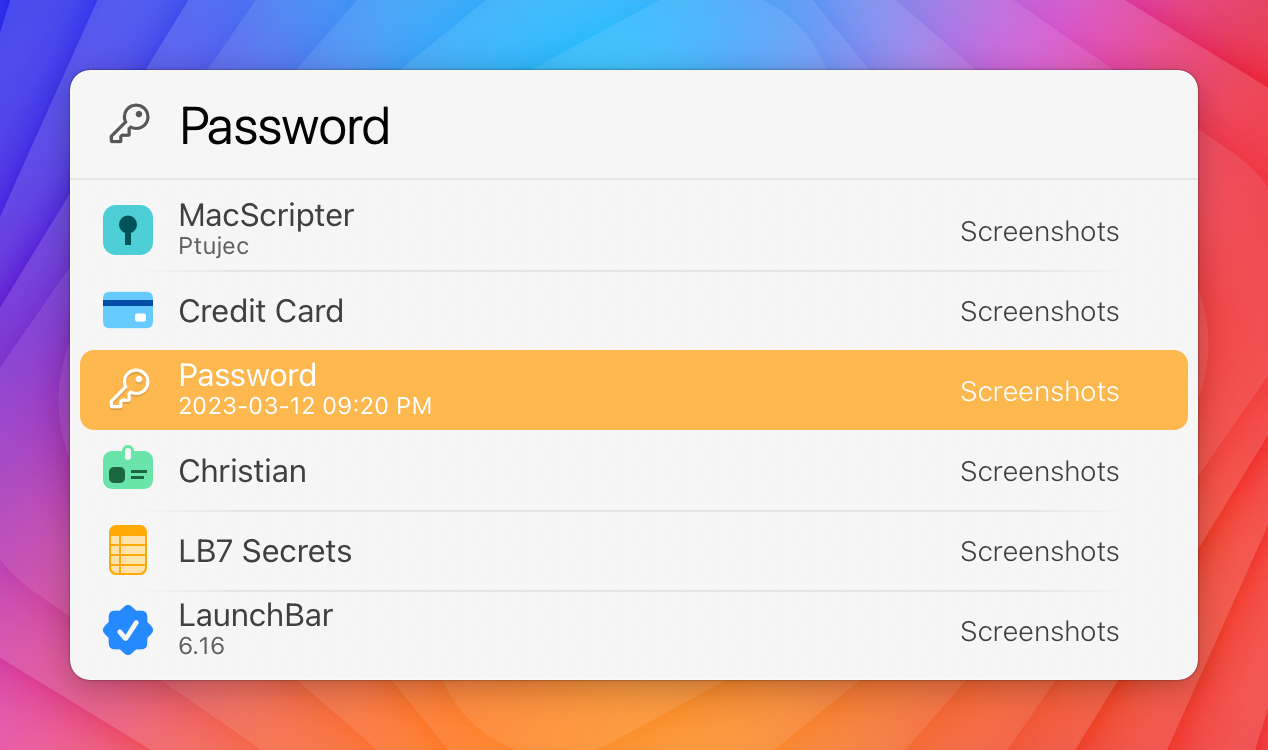 Password
MacScripter
Ptujec
Screenshots
Credit Card
Screenshots
Password
2023-03-12 09:20 PM
Screenshots
Christian
Screenshots
LB7 Secrets
Screenshots
LaunchBar
6.16
Screenshots